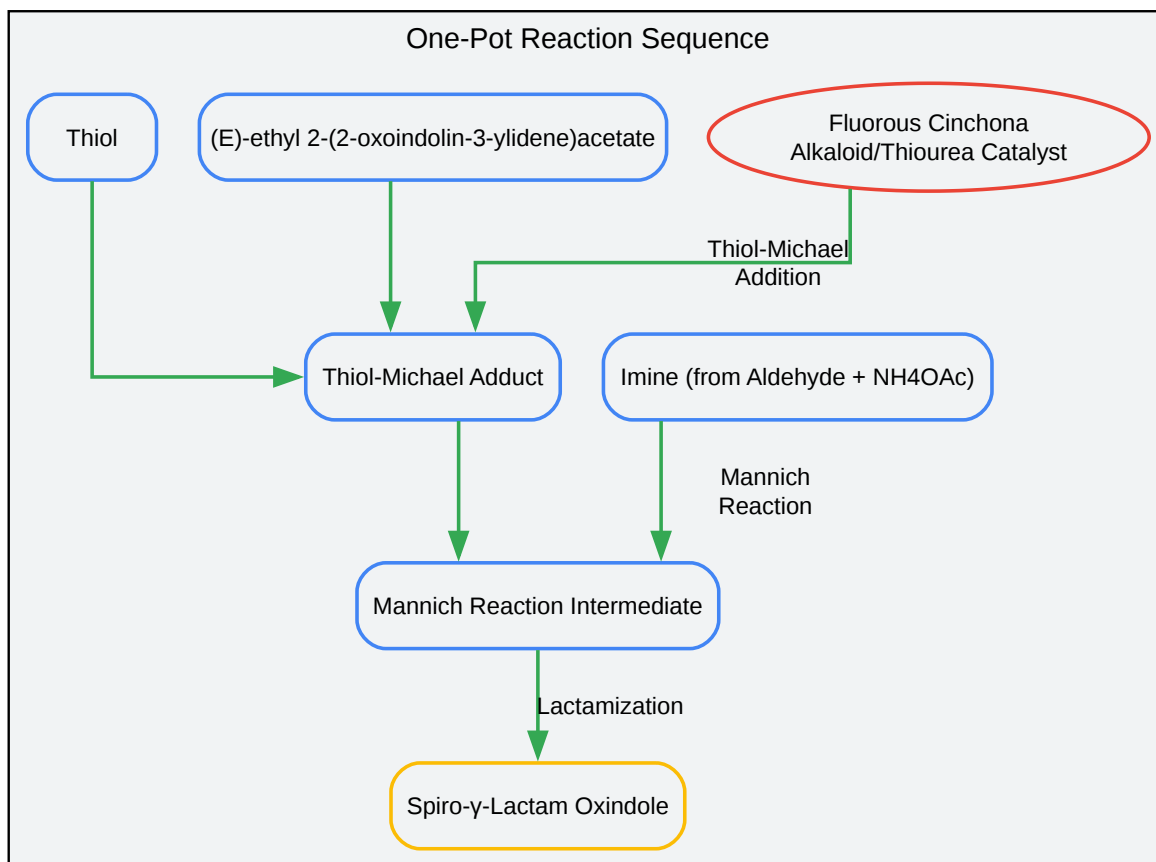 One-Pot Reaction Sequence
Thiol
(E)-ethyl 2-(2-oxoindolin-3-ylidene)acetate
Fluorous Cinchona
Alkaloid/Thiourea Catalyst
Thiol-Michael
Addition
Thiol-Michael Adduct
Imine (from Aldehyde + NH4OAc)
Mannich
Reaction
Mannich Reaction Intermediate
Lactamization
Spiro-γ-Lactam Oxindole